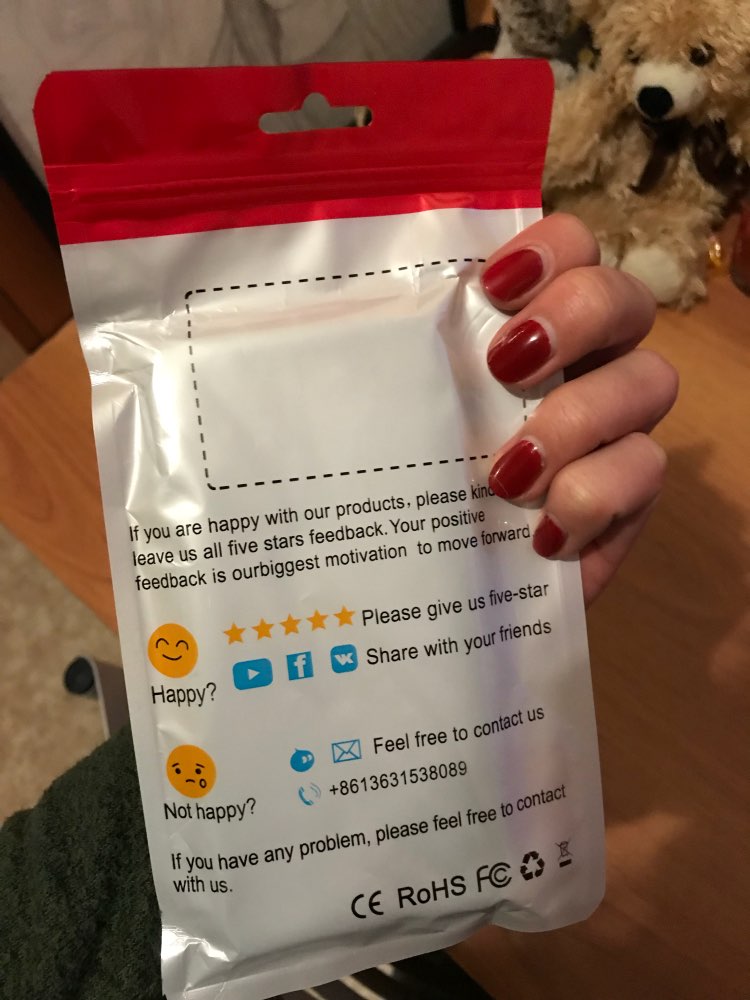 If you are happy with our products, please
leave us all five stars feedback.Your positive
feedback is ourbiggest motivation to move forward
Please give us five-star
Share with your friends
Happy?
Feel free to contact us
+8613631538089
Not happy?
If you have any problem, please feel free to contact
with us.
CE RoHS FC